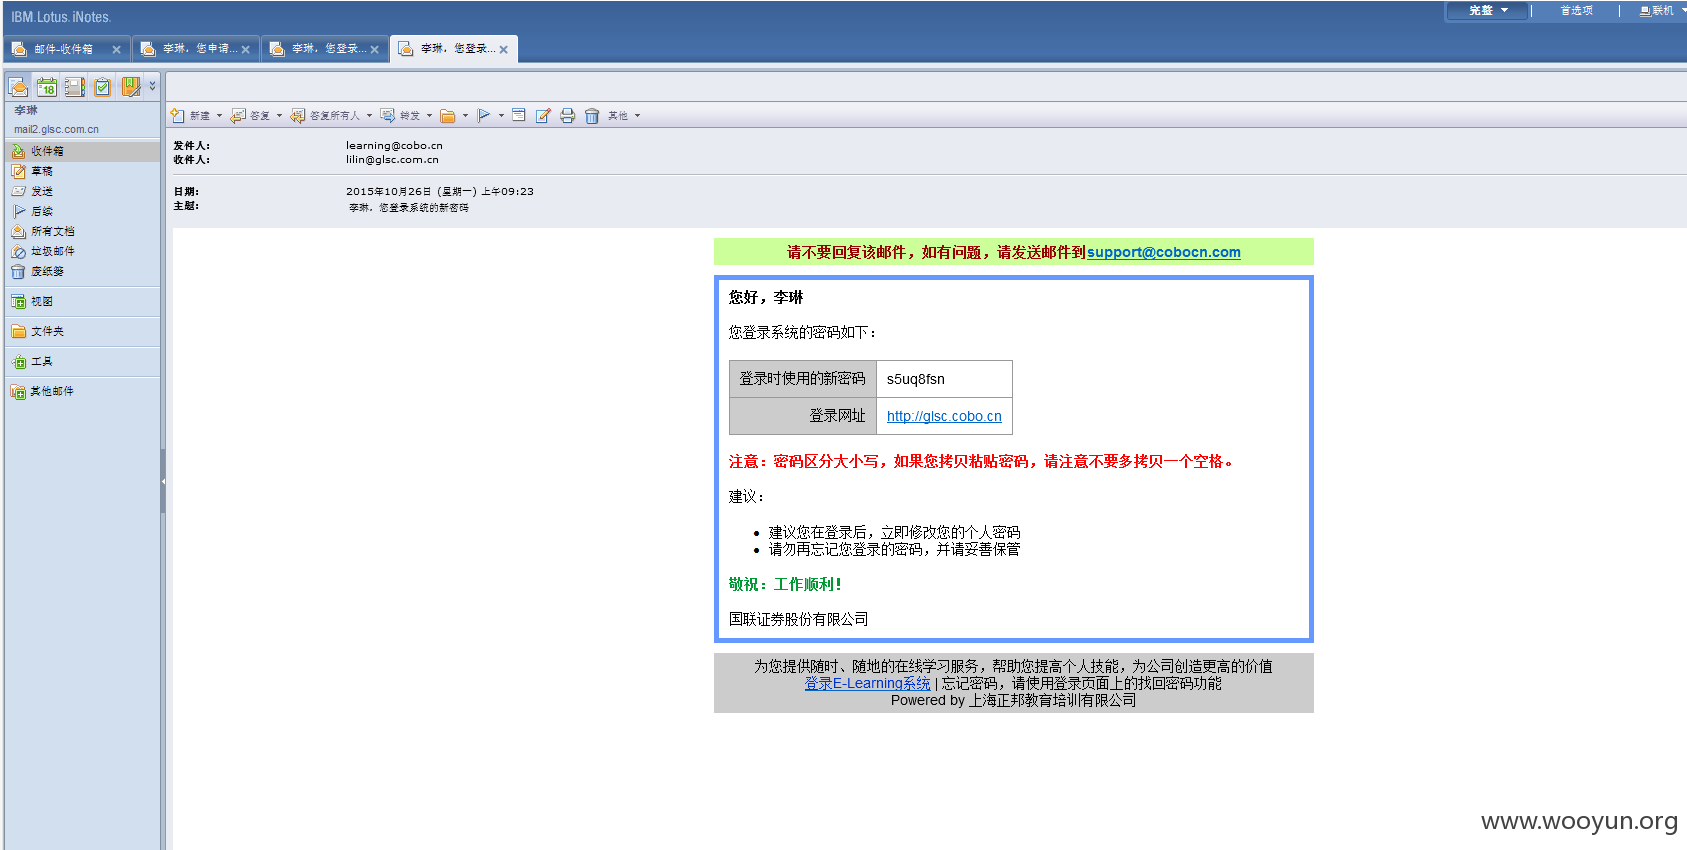 IBM.Lotus.iNotes.
完整 首选项 联机
邮件-收件箱 李琳，您申请... 李琳，您登录... 李琳，您登录...
18
李琳
mail2.glsc.com.cn
新建 答复 答复所有人 转发 其他
收件箱
草稿
发送
后续
所有文档
垃圾邮件
废纸篓
视图
文件夹
工具
其他邮件
发件人： learning@cobo.cn
收件人： lilin@glsc.com.cn
日期： 2015年10月26日 (星期一) 上午09:23
主题： 李琳，您登录系统的新密码
请不要回复该邮件，如有问题，请发送邮件到support@cobocn.com
您好，李琳
您登录系统的密码如下：
登录时使用的新密码 s5uq8fsn
登录网址 http://glsc.cobo.cn
注意：密码区分大小写，如果您拷贝粘贴密码，请注意不要多拷贝一个空格。
建议：
建议您在登录后，立即修改您的个人密码
请勿再忘记您登录的密码，并请妥善保管
敬祝：工作顺利！
国联证券股份有限公司
为您提供随时、随地的在线学习服务，帮助您提高个人技能，为公司创造更高的价值
登录E-Learning系统 | 忘记密码，请使用登录页面上的找回密码功能
Powered by 上海正邦教育培训有限公司
www.wooyun.org